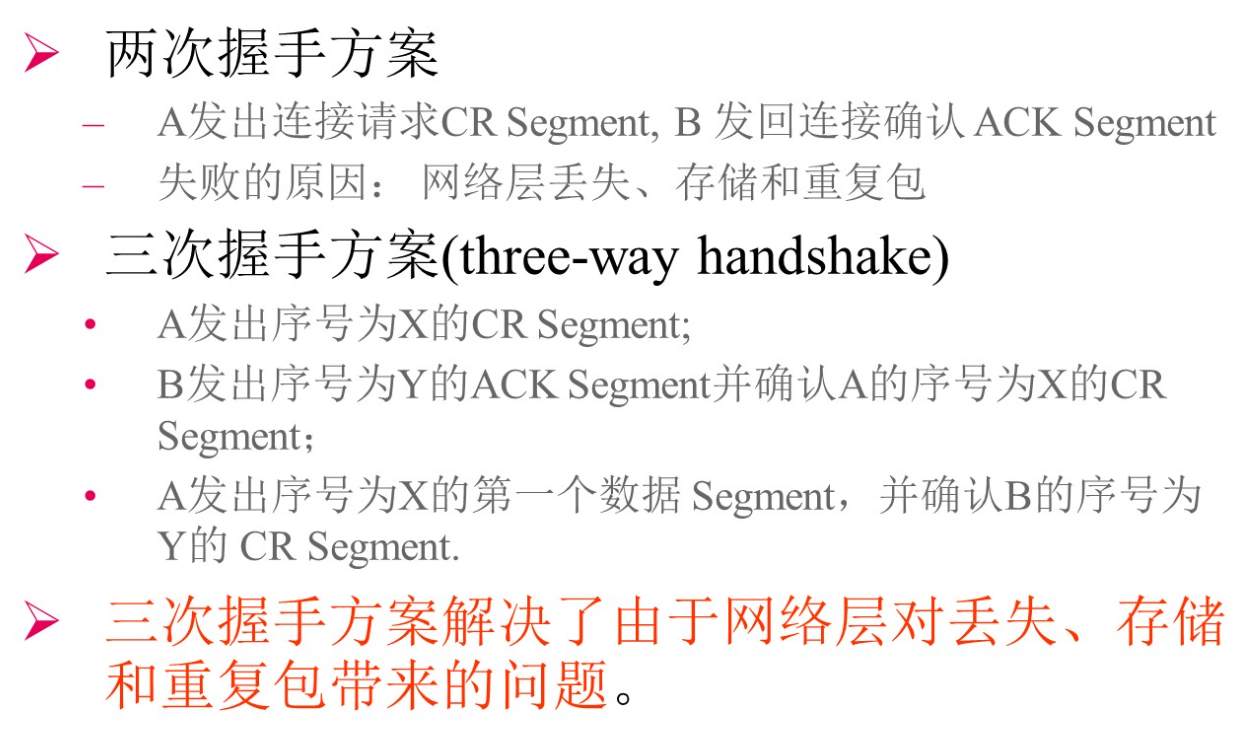 两次握手方案
– A发出连接请求CR Segment, B 发回连接确认 ACK Segment
– 失败的原因： 网络层丢失、存储和重复包
三次握手方案(three-way handshake)
• A发出序号为X的CR Segment;
• B发出序号为Y的ACK Segment并确认A的序号为X的CR
Segment；
• A发出序号为X的第一个数据 Segment，并确认B的序号为
Y的 CR Segment.
三次握手方案解决了由于网络层对丢失、存储
和重复包带来的问题。